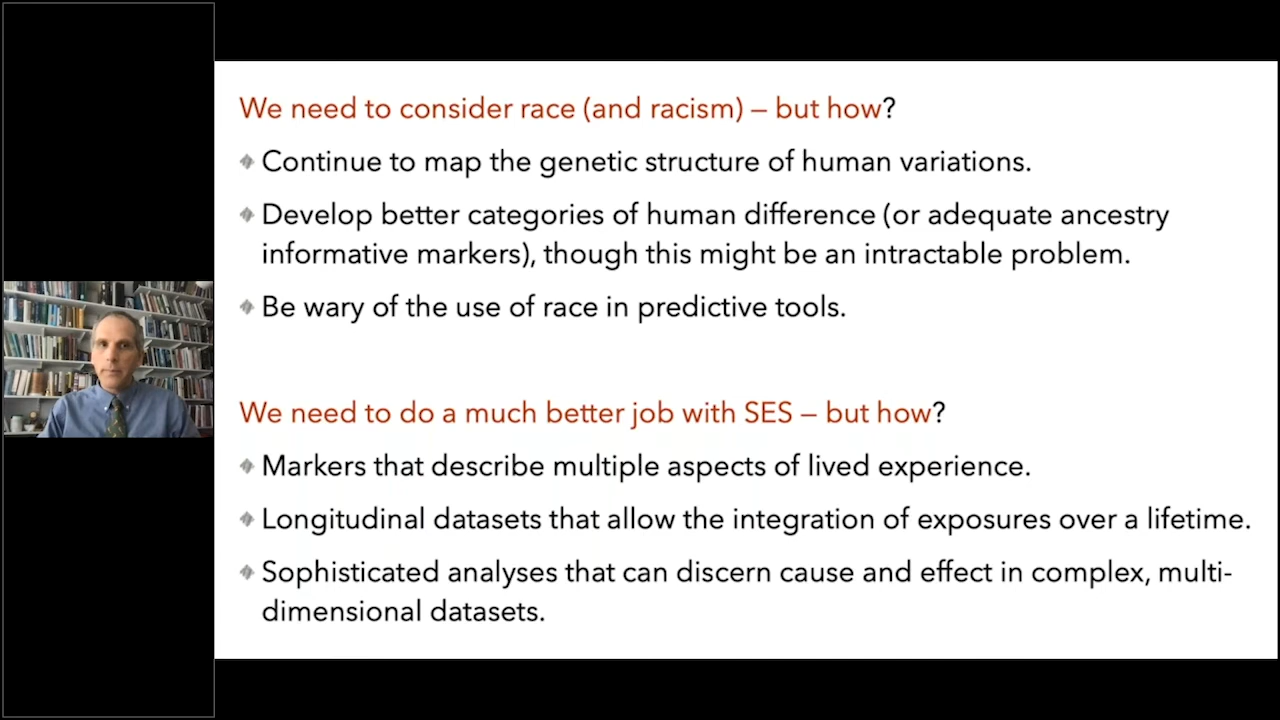 We need to consider race (and racism) – but how?
Continue to map the genetic structure of human variations.
Develop better categories of human difference (or adequate ancestry
informative markers), though this might be an intractable problem.
Be wary of the use of race in predictive tools.
We need to do a much better job with SES – but how?
Markers that describe multiple aspects of lived experience.
Longitudinal datasets that allow the integration of exposures over a lifetime.
Sophisticated analyses that can discern cause and effect in complex, multi-
dimensional datasets.